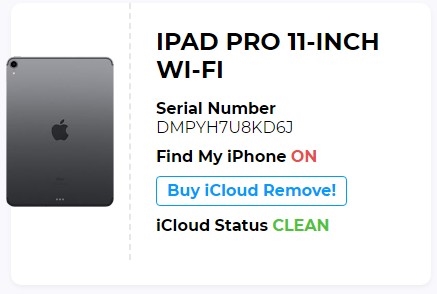 IPAD PRO 11-INCH
WI-FI
Serial Number
DMPYH7U8KD6J
Find My iPhone ON
Buy iCloud Remove!
iCloud Status CLEAN